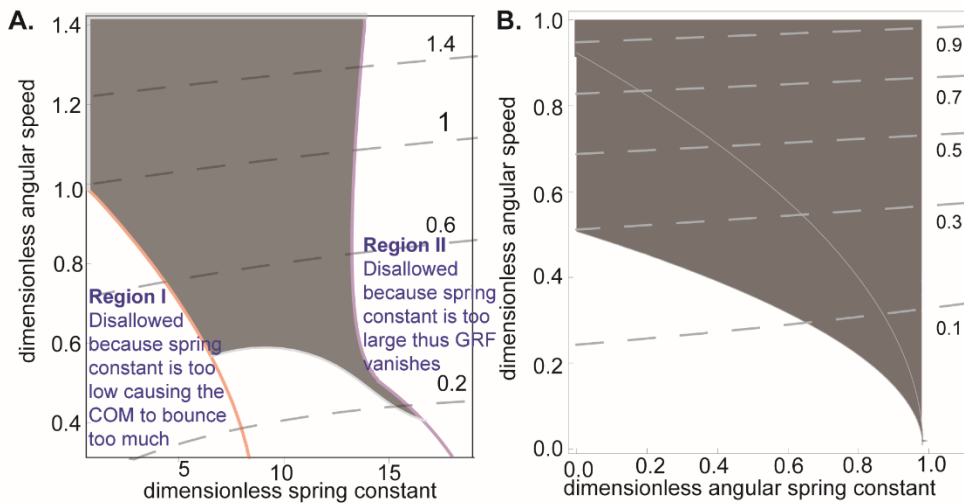 A.
dimensionless angular speed
1.4
1.2
1.0
0.8
0.6
0.4
1.4
1
0.6
0.2
Region I
Disallowed
because spring
constant is too
low causing the
COM to bounce
too much
Region II
Disallowed
because spring
constant is too
large thus GRF
vanishes
5
10
15
dimensionless spring constant
B.
dimensionless angular speed
1.0
0.8
0.6
0.4
0.2
0.0
0.9
0.7
0.5
0.3
0.1
0.0
0.2
0.4
0.6
0.8
1.0
dimensionless angular spring constant